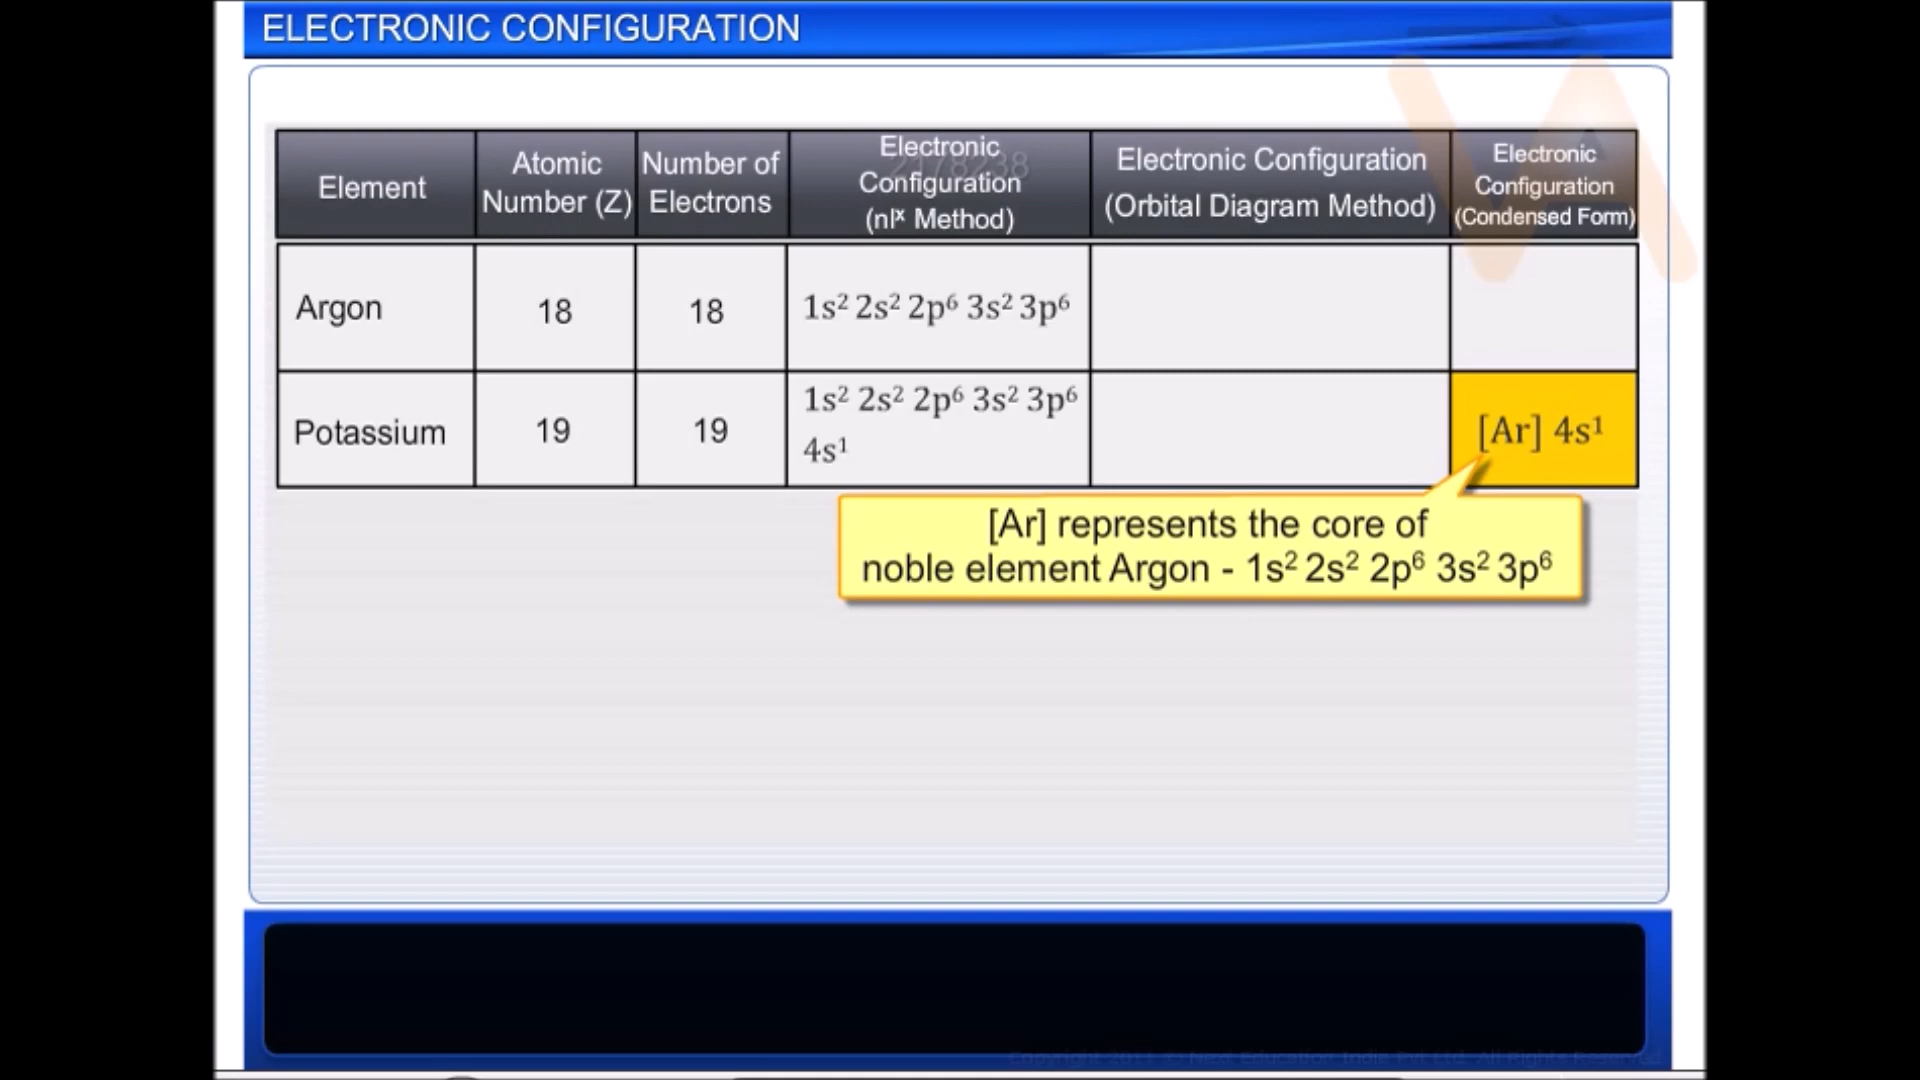 ELECTRONIC CONFIGURATION
Element
Atomic
Number (Z)
Number of
Electrons
Electronic
Configuration
(nlˣ Method)
2178238
Electronic Configuration
(Orbital Diagram Method)
Electronic
Configuration
(Condensed Form)
Argon
18
18
1s² 2s² 2p⁶ 3s² 3p⁶
Potassium
19
19
1s² 2s² 2p⁶ 3s² 3p⁶
4s¹
[Ar] 4s¹
[Ar] represents the core of
noble element Argon - 1s² 2s² 2p⁶ 3s² 3p⁶